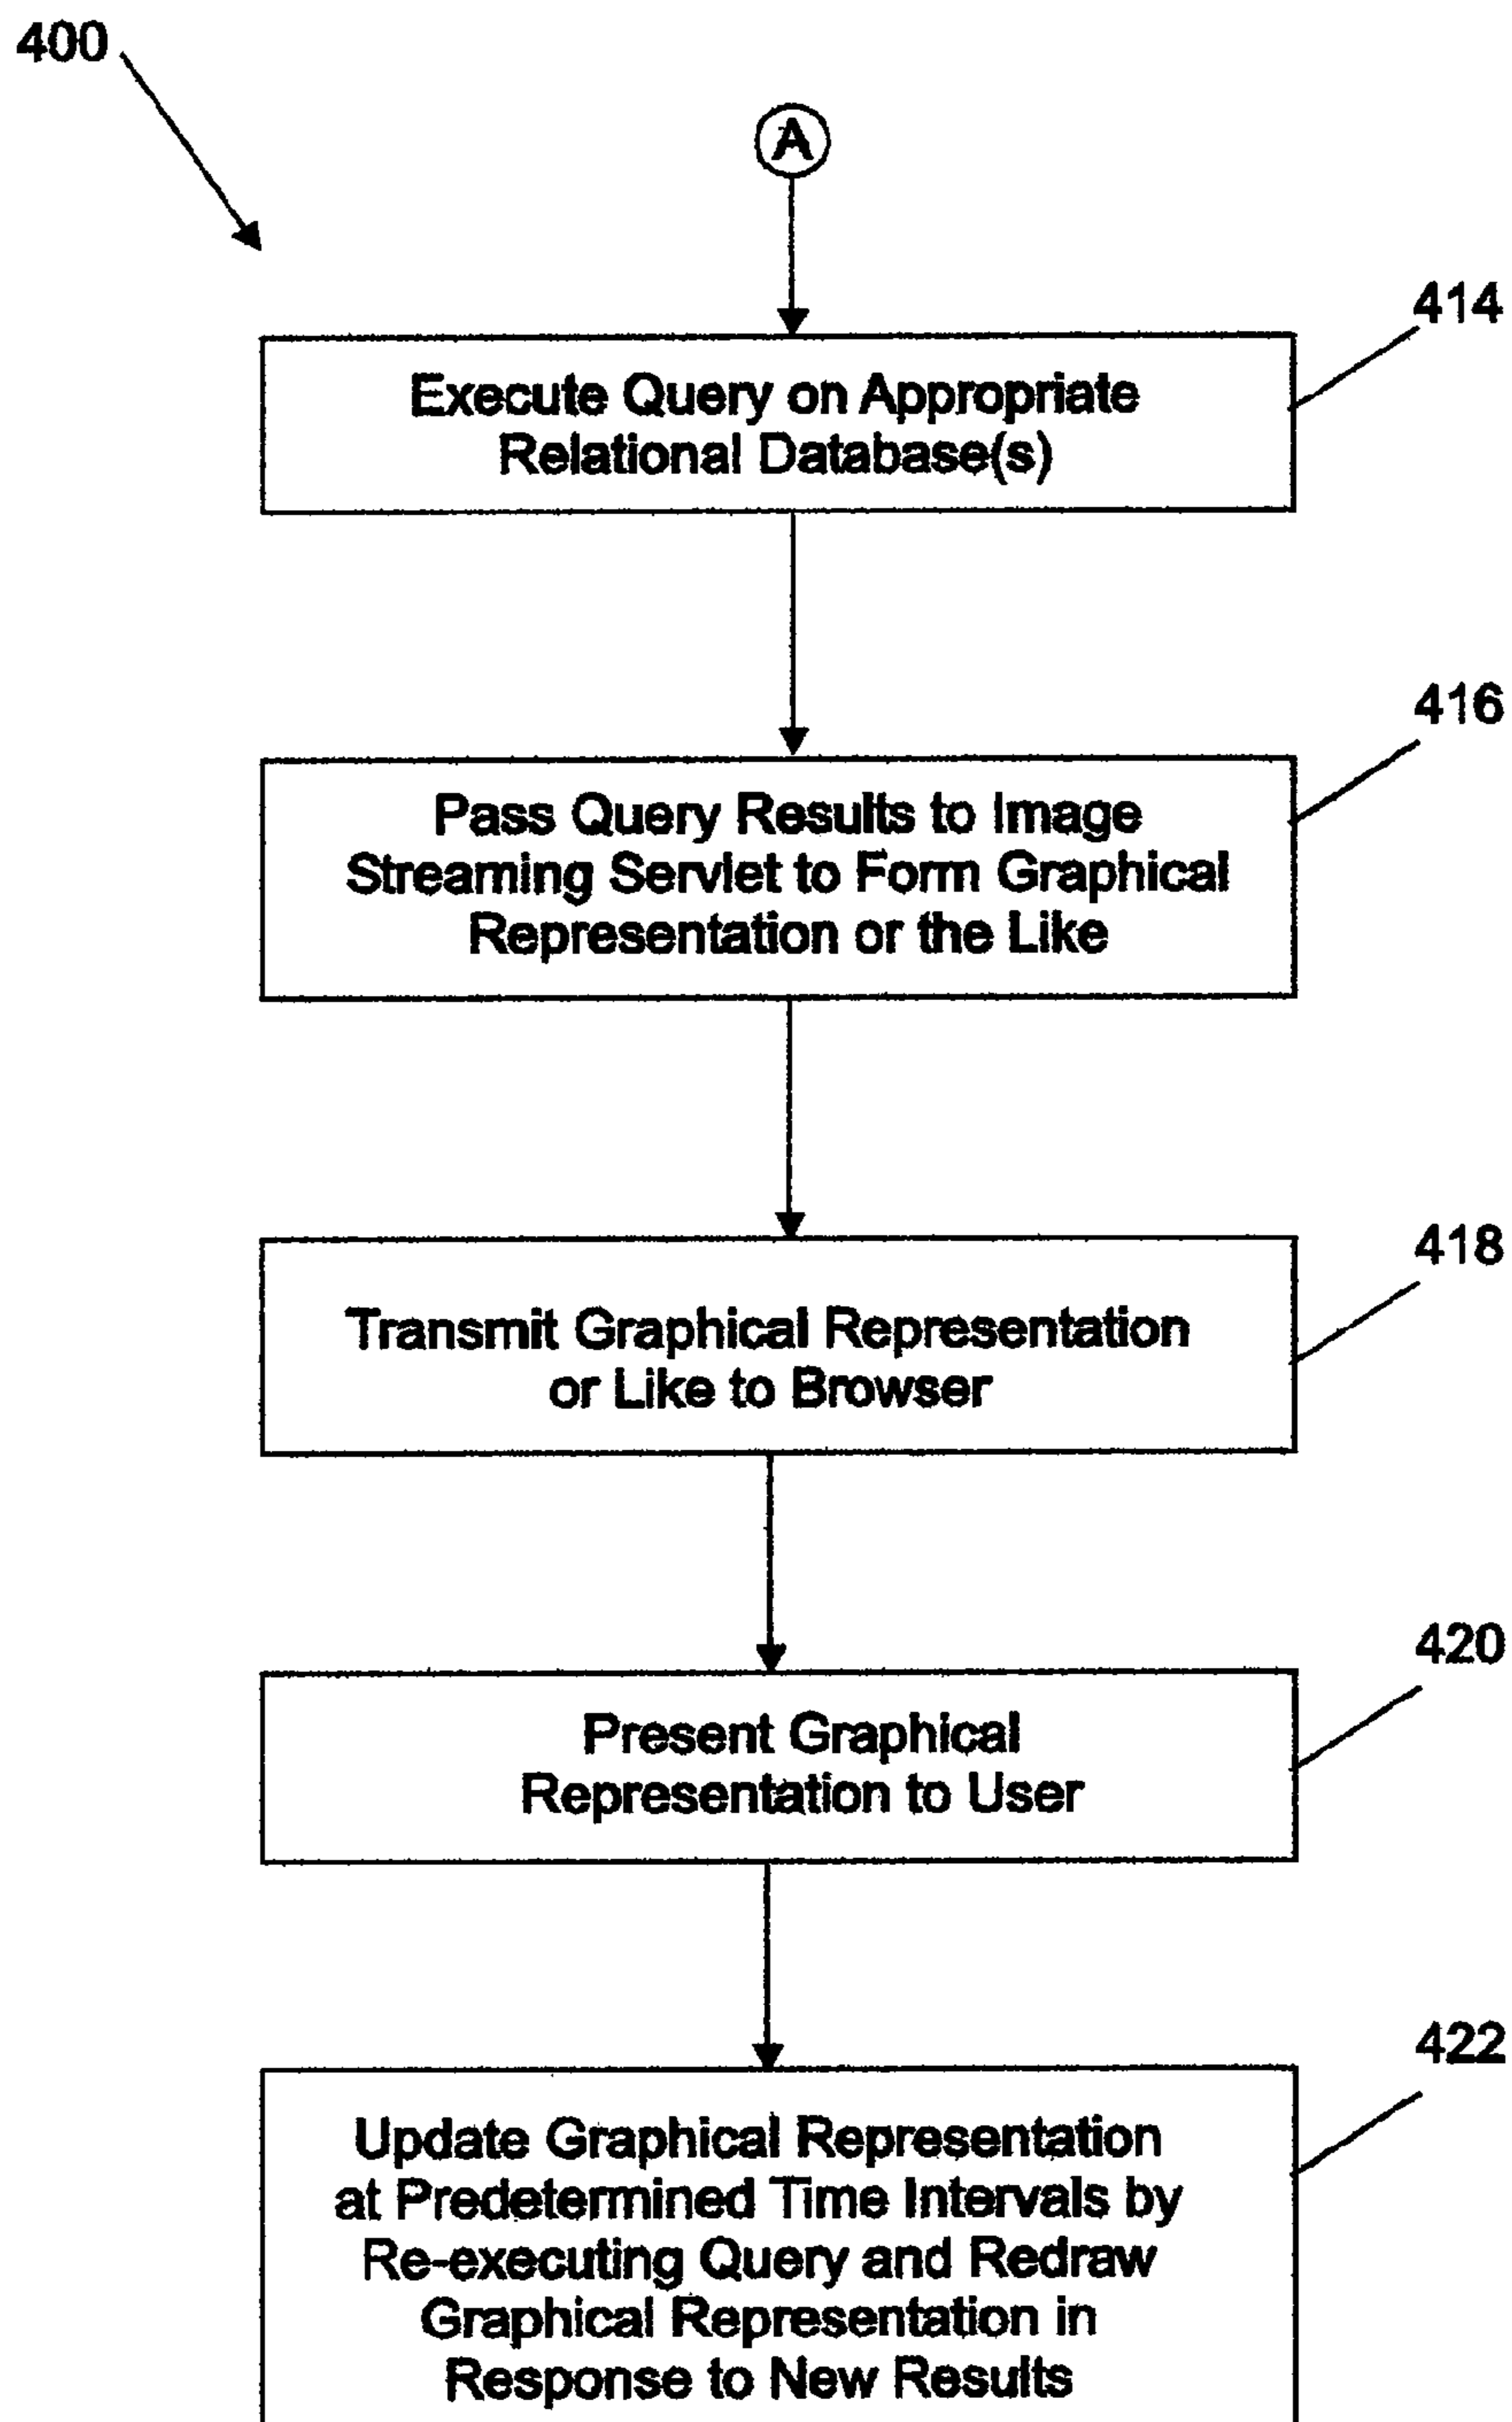 400
A
414
Execute Query on Appropriate
Relational Database(s)
416
Pass Query Results to Image
Streaming Servlet to Form Graphical
Representation or the Like
418
Transmit Graphical Representation
or Like to Browser
420
Present Graphical
Representation to User
422
Update Graphical Representation
at Predetermined Time Intervals by
Re-executing Query and Redraw
Graphical Representation in
Response to New Results